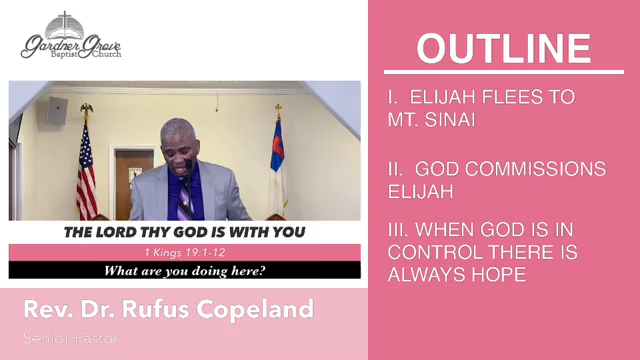 Gardner Grove
Baptist Church
THE LORD THY GOD IS WITH YOU
1 Kings 19:1-12
What are you doing here?
Rev. Dr. Rufus Copeland
Senior Pastor
OUTLINE
I. ELIJAH FLEES TO
MT. SINAI
II. GOD COMMISSIONS
ELIJAH
III. WHEN GOD IS IN
CONTROL THERE IS
ALWAYS HOPE